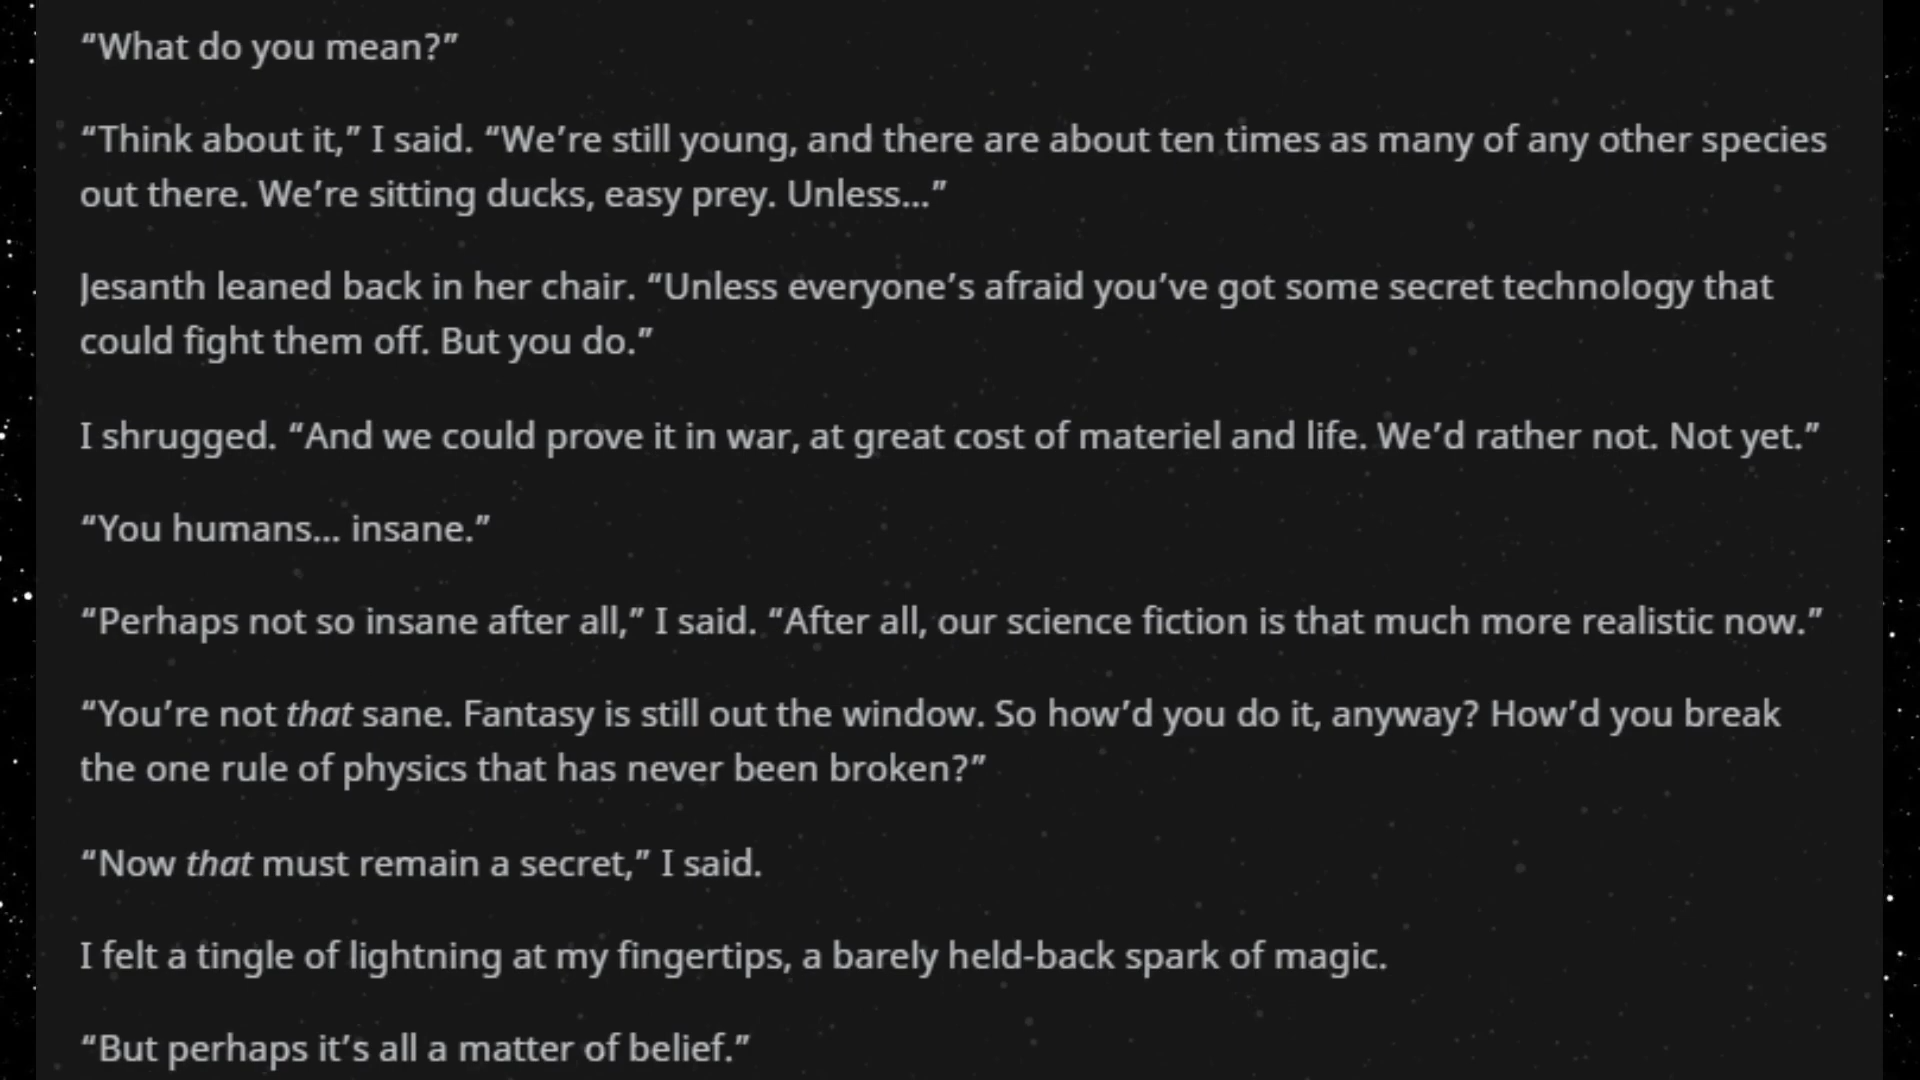 “What do you mean?”
“Think about it,” I said. “We’re still young, and there are about ten times as many of any other species
out there. We’re sitting ducks, easy prey. Unless...”
Jesanth leaned back in her chair. “Unless everyone’s afraid you’ve got some secret technology that
could fight them off. But you do.”
I shrugged. “And we could prove it in war, at great cost of materiel and life. We’d rather not. Not yet.”
“You humans... insane.”
“Perhaps not so insane after all,” I said. “After all, our science fiction is that much more realistic now.”
“You’re not that sane. Fantasy is still out the window. So how’d you do it, anyway? How’d you break
the one rule of physics that has never been broken?”
“Now that must remain a secret,” I said.
I felt a tingle of lightning at my fingertips, a barely held-back spark of magic.
“But perhaps it’s all a matter of belief.”